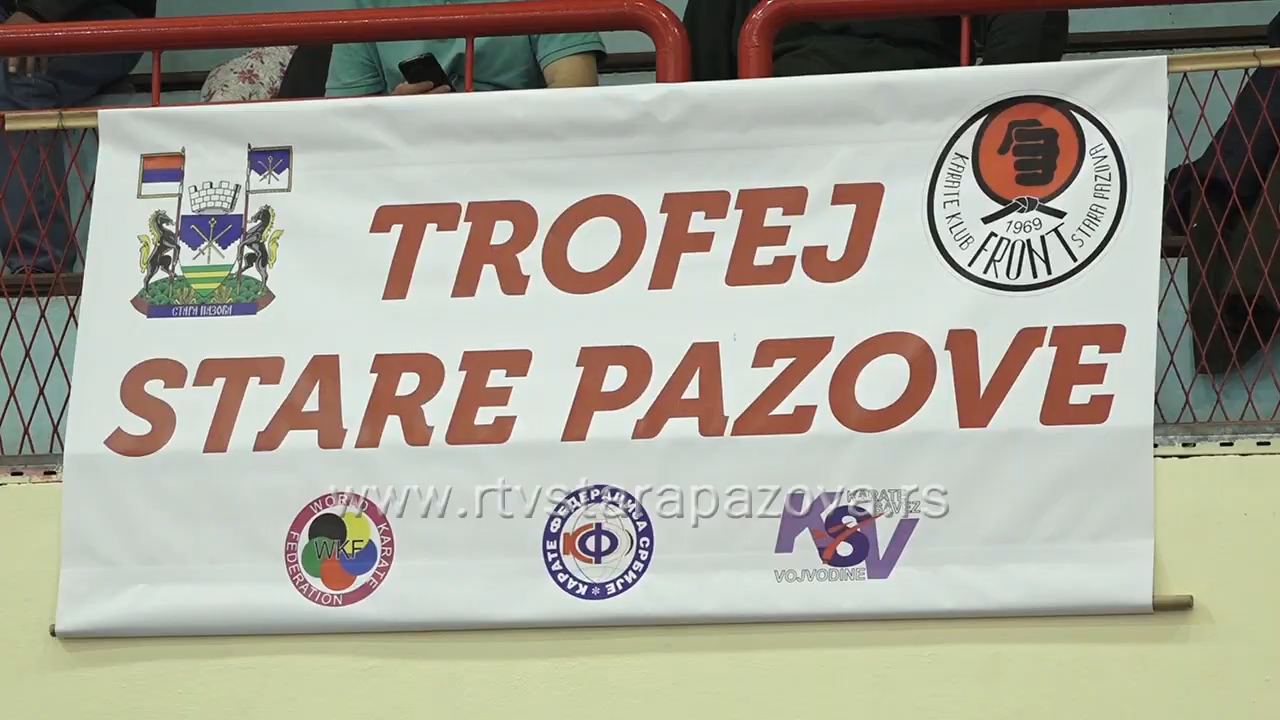 TROFEJ
STARE PAZOVE
СТАРА ПАЗОВА
KARATE KLUB
STARA PAZOVA
1969
FRONT
www.rtvstarapazova.rs
WORLD KARATE FEDERATION
WKF
КАРАТЕ ФЕДЕРАЦИЈА СРБИЈЕ
КФ
KARATE
SAVEZ
KSV
VOJVODINE